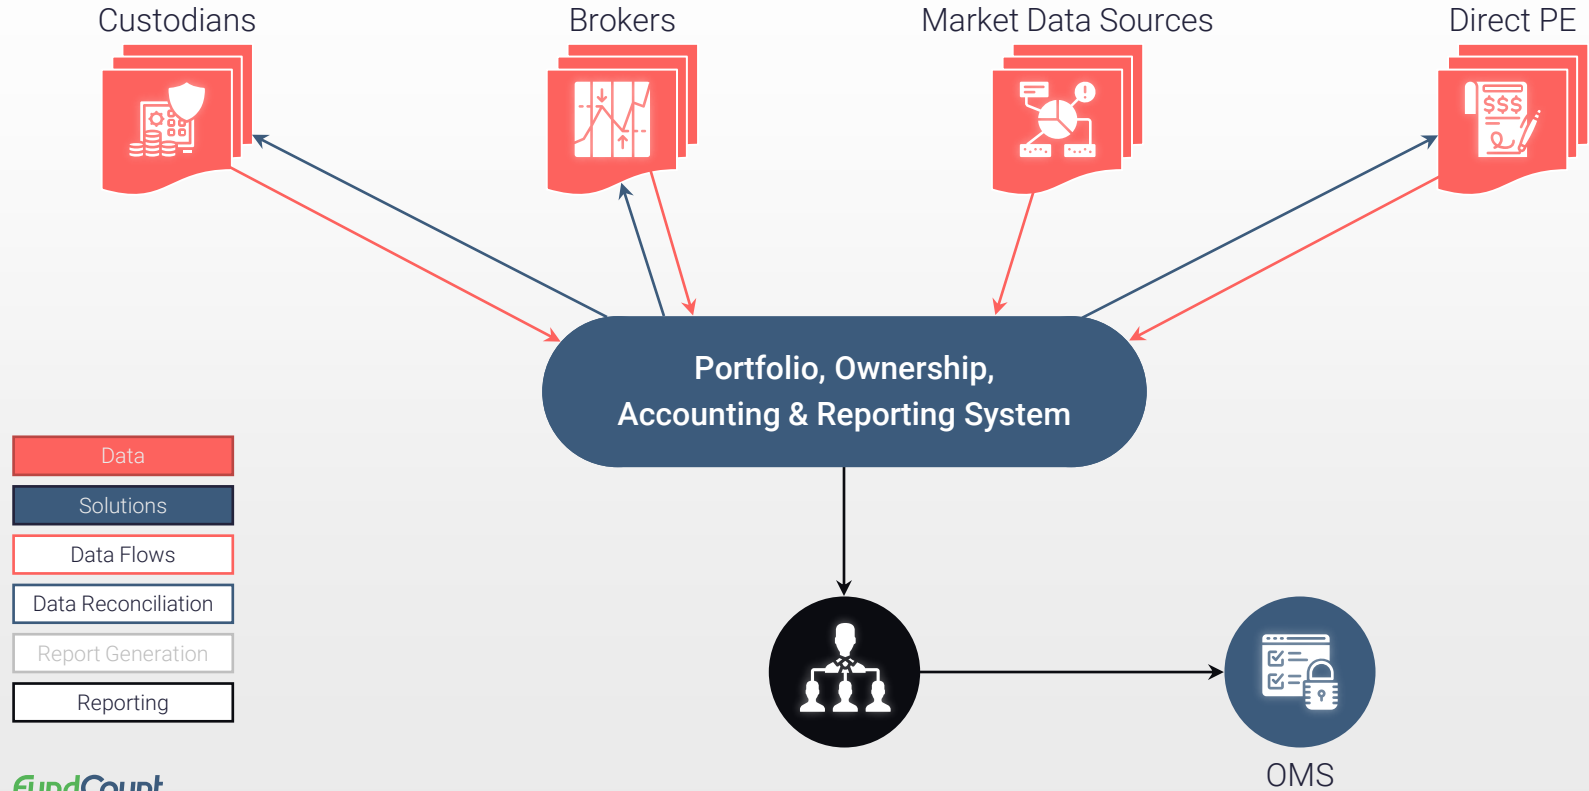 Custodians
Brokers
Market Data Sources
Direct PE
$$$
Portfolio, Ownership,
Accounting & Reporting System
Data
Solutions
Data Flows
Data Reconciliation
Report Generation
Reporting
OMS
FundCount